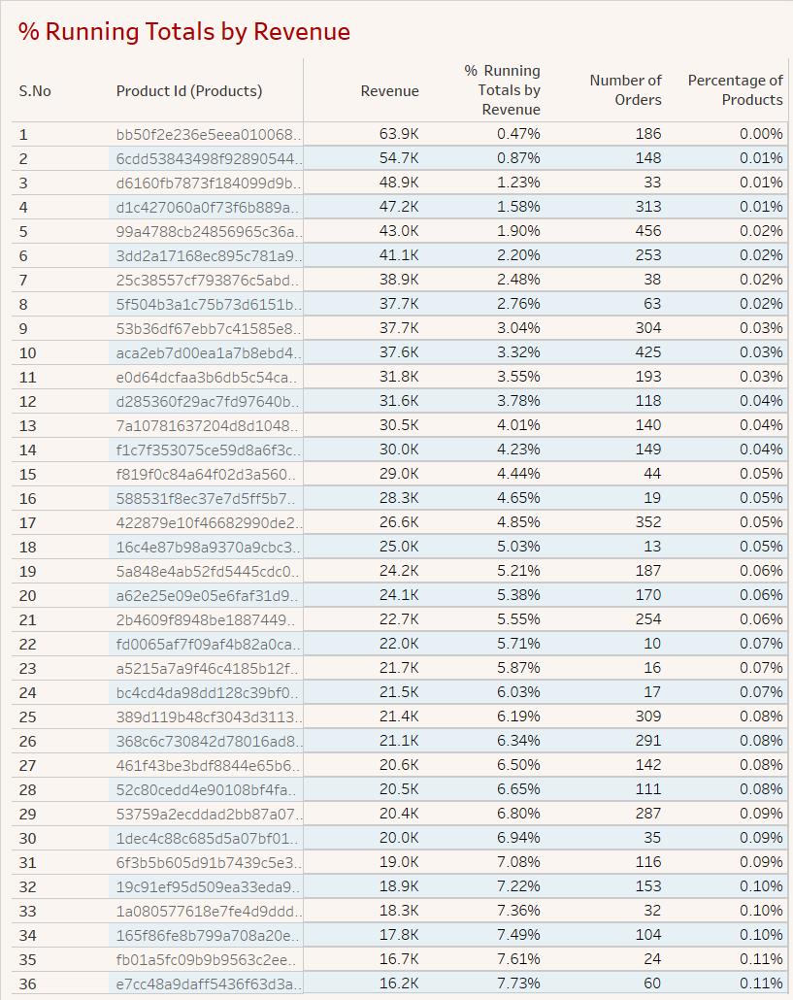 % Running Totals by Revenue
S.No Product Id (Products) Revenue % Running Totals by Revenue Number of Orders Percentage of Products
1 bb50f2e236e5eea010068... 63.9K 0.47% 186 0.00%
2 6cdd53843498f92890544... 54.7K 0.87% 148 0.01%
3 d6160fb7873f184099d9b.. 48.9K 1.23% 33 0.01%
4 d1c427060a0f73f6b889a.. 47.2K 1.58% 313 0.01%
5 99a4788cb24856965c36a.. 43.0K 1.90% 456 0.02%
6 3dd2a17168ec895c781a9.. 41.1K 2.20% 253 0.02%
7 25c38557cf793876c5abd.. 38.9K 2.48% 38 0.02%
8 5f504b3a1c75b73d6151b.. 37.7K 2.76% 63 0.02%
9 53b36df67ebb7c41585e8.. 37.7K 3.04% 304 0.03%
10 aca2eb7d00ea1a7b8ebd4.. 37.6K 3.32% 425 0.03%
11 e0d64dcfaa3b6db5c54ca.. 31.8K 3.55% 193 0.03%
12 d285360f29ac7fd97640b.. 31.6K 3.78% 118 0.04%
13 7a10781637204d8d1048.. 30.5K 4.01% 140 0.04%
14 f1c7f353075ce59d8a6f3c.. 30.0K 4.23% 149 0.04%
15 f819f0c84a64f02d3a560.. 29.0K 4.44% 44 0.05%
16 588531f8ec37e7d5ff5b7.. 28.3K 4.65% 19 0.05%
17 422879e10f46682990de2.. 26.6K 4.85% 352 0.05%
18 16c4e87b98a9370a9cbc3.. 25.0K 5.03% 13 0.05%
19 5a848e4ab52fd5445cdc0.. 24.2K 5.21% 187 0.06%
20 a62e25e09e05e6faf31d9.. 24.1K 5.38% 170 0.06%
21 2b4609f8948be1887449.. 22.7K 5.55% 254 0.06%
22 fd0065af7f09af4b82a0ca.. 22.0K 5.71% 10 0.07%
23 a5215a7a9f46c4185b12f.. 21.7K 5.87% 16 0.07%
24 bc4cd4da98dd128c39bf0.. 21.5K 6.03% 17 0.07%
25 389d119b48cf3043d3113.. 21.4K 6.19% 309 0.08%
26 368c6c730842d78016ad8.. 21.1K 6.34% 291 0.08%
27 461f43be3bdf8844e65b6.. 20.6K 6.50% 142 0.08%
28 52c80cedd4e90108bf4fa.. 20.5K 6.65% 111 0.08%
29 53759a2ecddad2bb87a07.. 20.4K 6.80% 287 0.09%
30 1dec4c88c685d5a07bf01.. 20.0K 6.94% 35 0.09%
31 6f3b5b605d91b7439c5e3.. 19.0K 7.08% 116 0.09%
32 19c91ef95d509ea33eda9.. 18.9K 7.22% 153 0.10%
33 1a080577618e7fe4d9ddd.. 18.3K 7.36% 32 0.10%
34 165f86fe8b799a708a20e.. 17.8K 7.49% 104 0.10%
35 fb01a5fc09b9b9563c2ee.. 16.7K 7.61% 24 0.11%
36 e7cc48a9daff5436f63d3a.. 16.2K 7.73% 60 0.11%